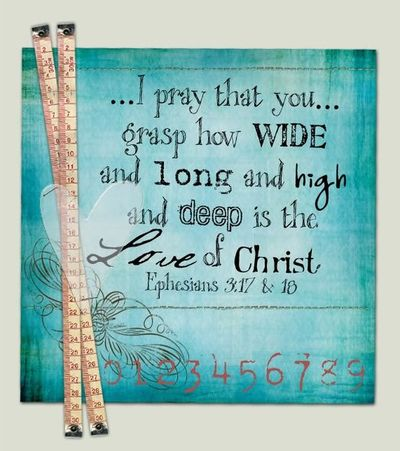 ...I pray that you...
grasp how WIDE
and long and high
and deep is the
Love of Christ
Ephesians 3:17 & 18
0123456789